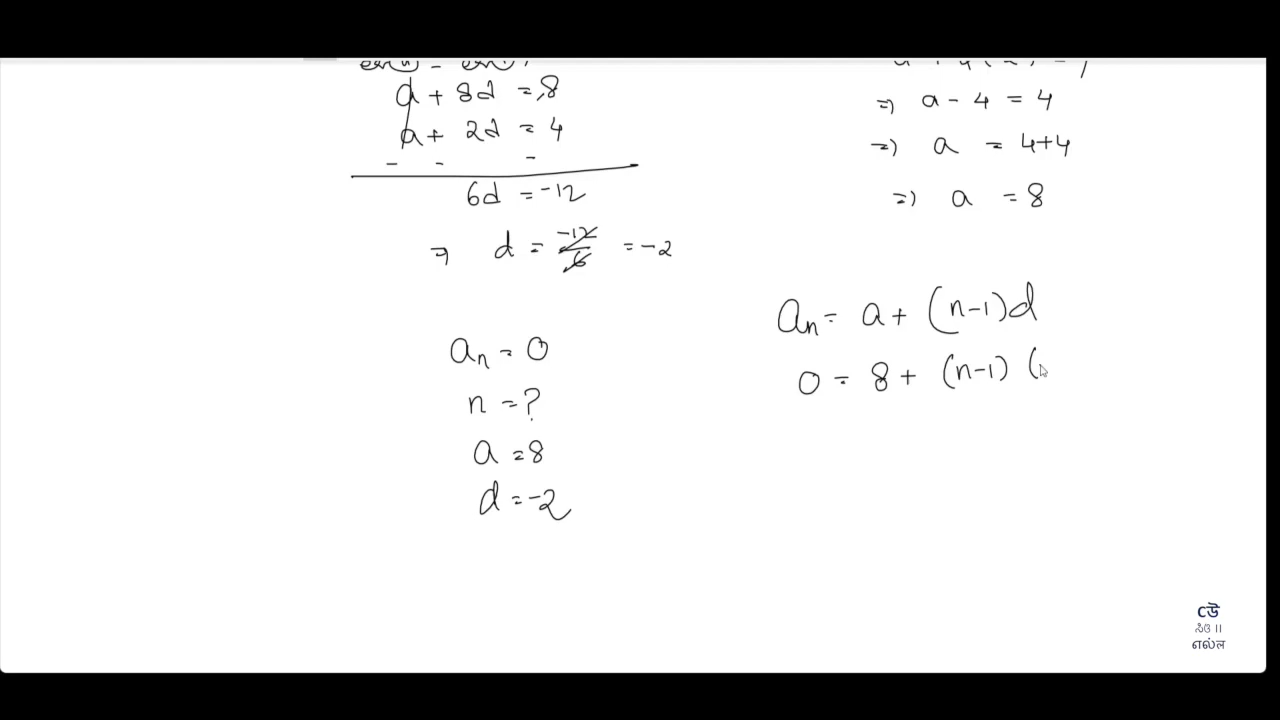 a + 8d = 8
a + 2d = 4
- - -
6d = -12
⇒ d = -12/6 = -2
an = 0
n = ?
a = 8
d = -2
⇒ a - 4 = 4
⇒ a = 4+4
⇒ a = 8
an = a + (n-1)d
0 = 8 + (n-1) (